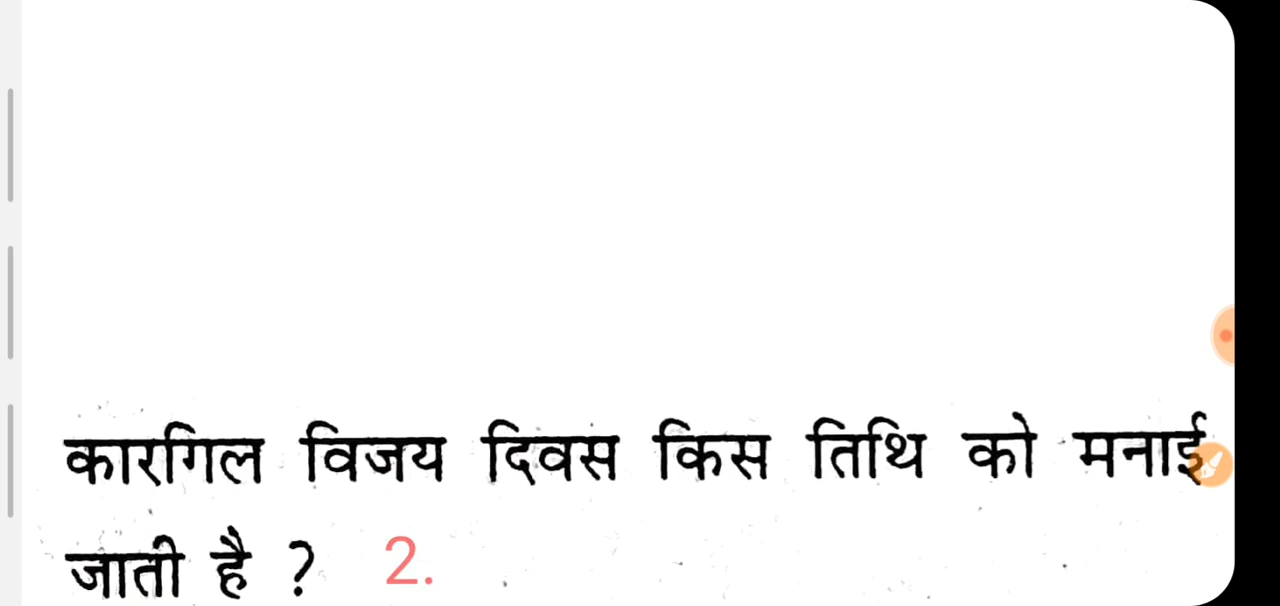 कारगिल विजय दिवस किस तिथि को मनाई
जाती है ? 2.